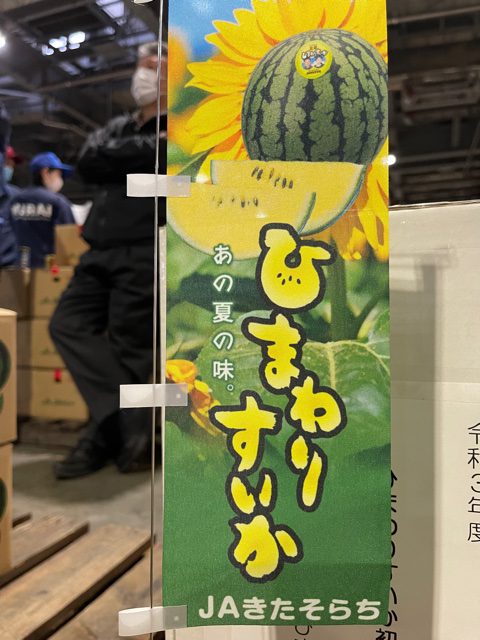 あの夏の味。
ひまわり
すいか
JAきたそらち
令和3年度